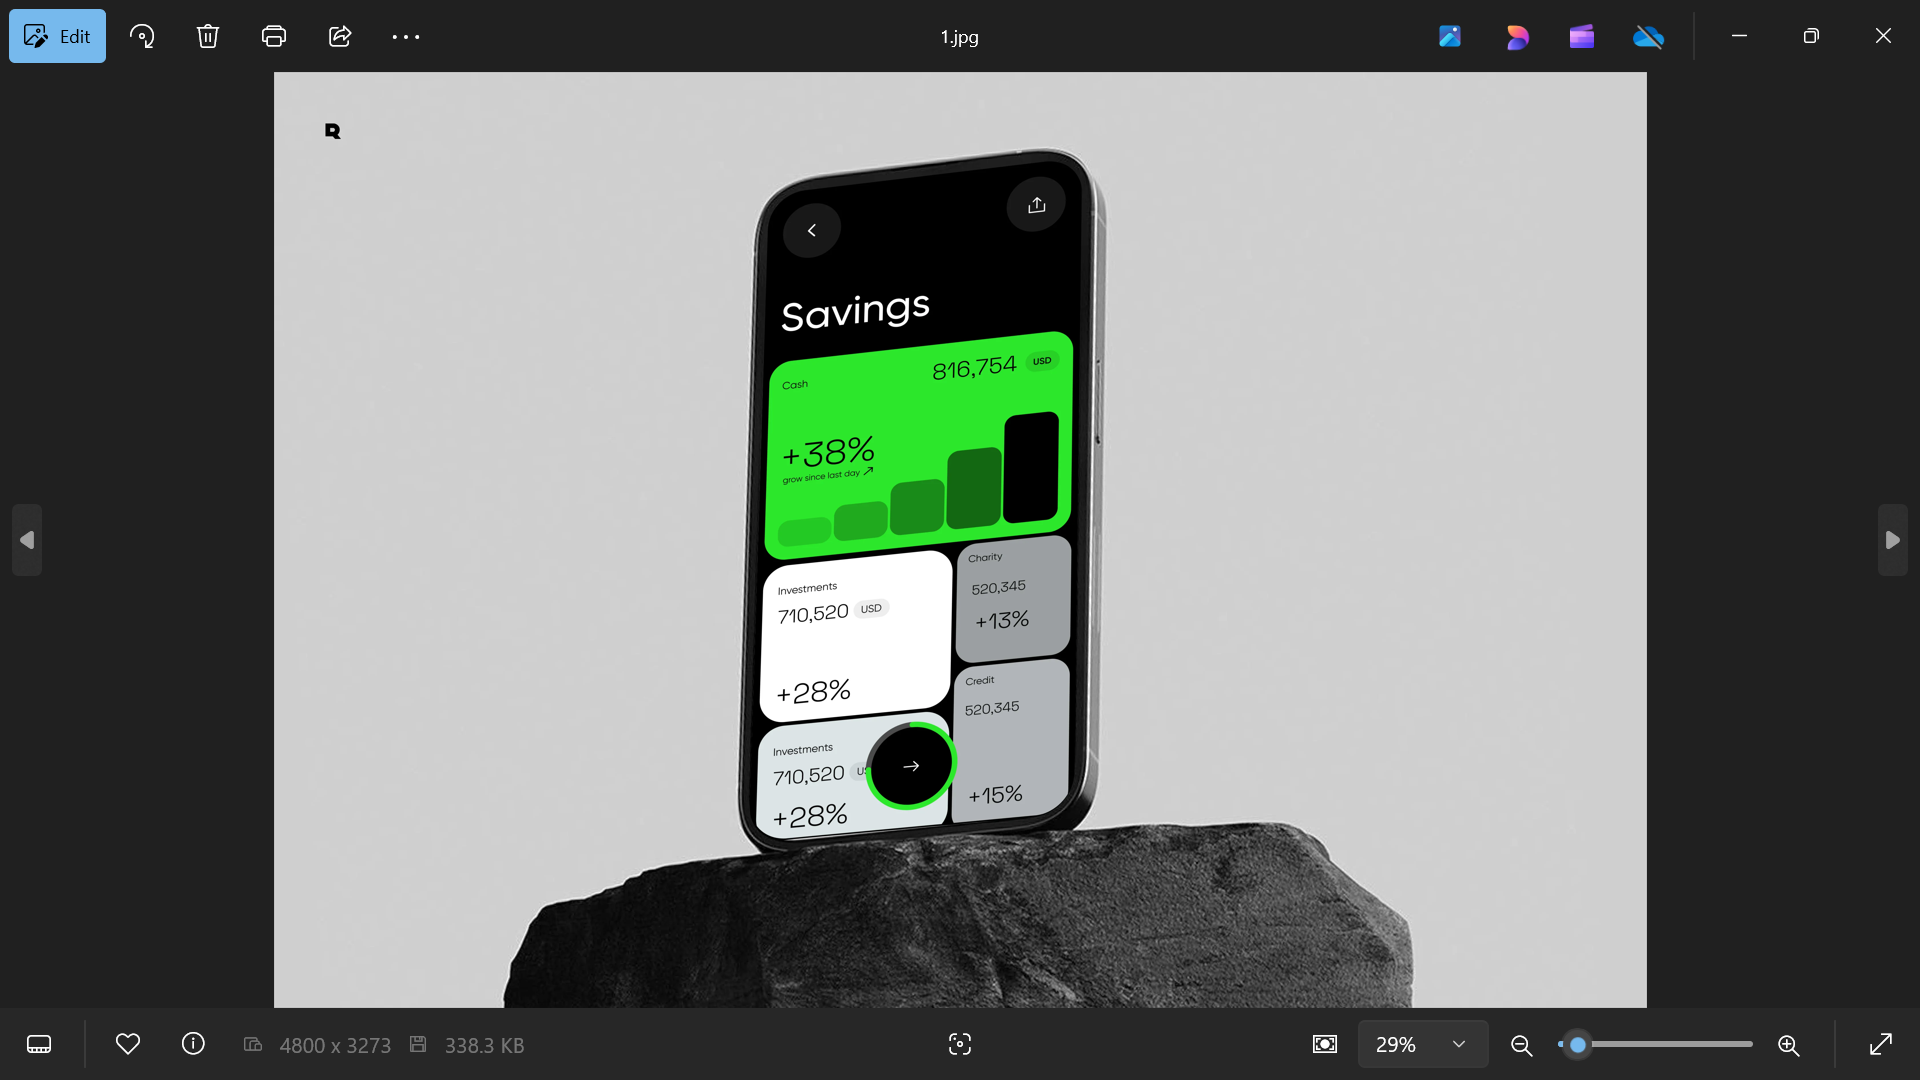 Edit
1.jpg
R
Savings
Cash
816,754 USD
+38%
grow since last day ↗
Investments
710,520 USD
+28%
Charity
520,345
+13%
Credit
520,345
+15%
Investments
710,520
+28%
4800 x 3273
338.3 KB
29%